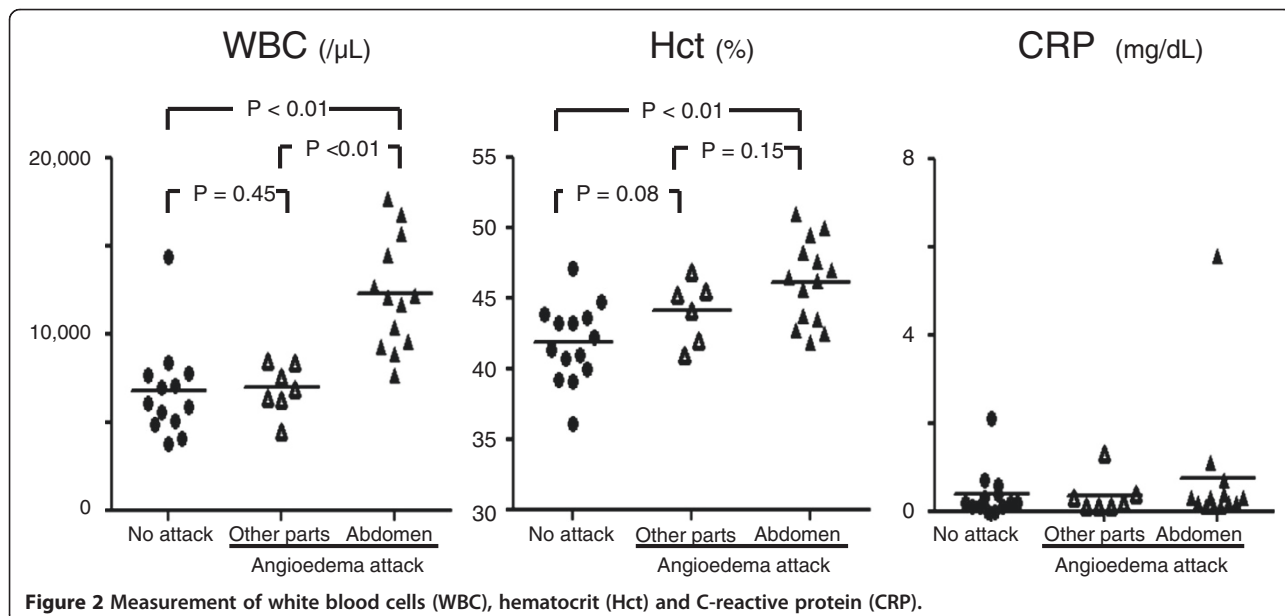 WBC (/µL)
Hct (%)
CRP (mg/dL)
P < 0.01
P <0.01
P = 0.45
20,000
10,000
0
No attack
Other parts
Abdomen
Angioedema attack
P < 0.01
P = 0.15
P = 0.08
55
50
45
40
35
30
No attack
Other parts
Abdomen
Angioedema attack
8
4
0
No attack
Other parts
Abdomen
Angioedema attack
Figure 2 Measurement of white blood cells (WBC), hematocrit (Hct) and C-reactive protein (CRP).